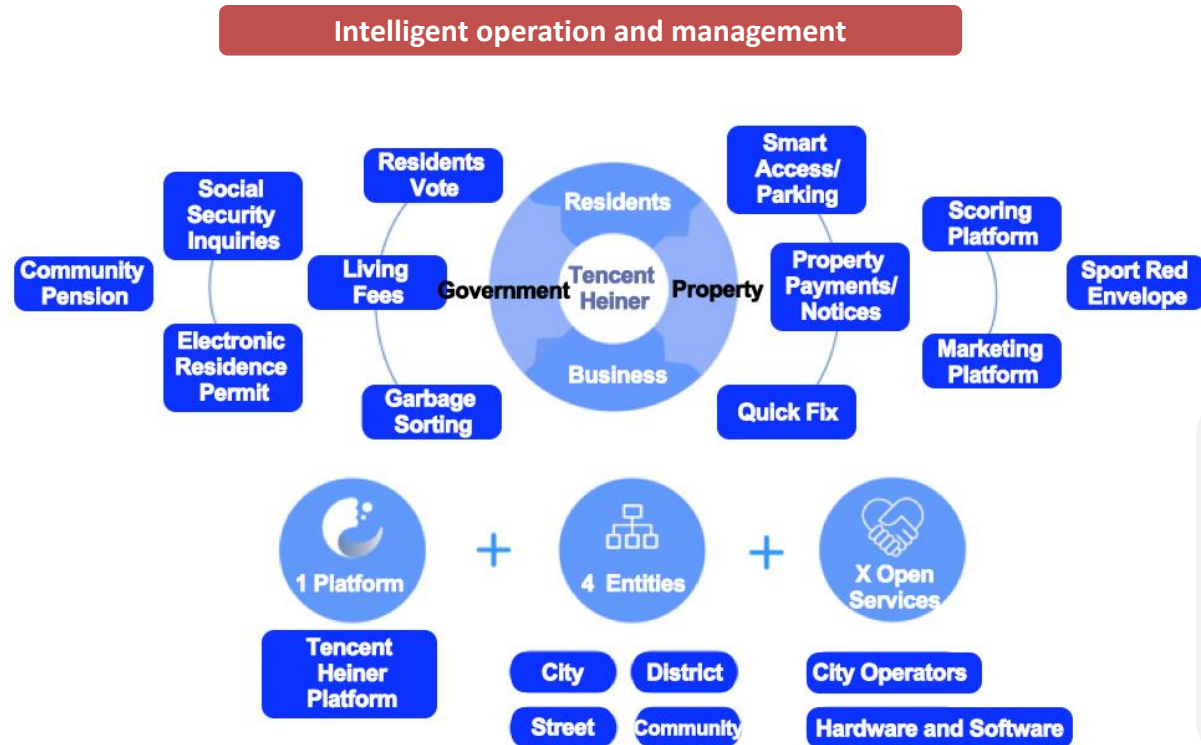 Intelligent operation and management
Community
Pension
Social
Security
Inquiries
Electronic
Residence
Permit
Residents
Vote
Living
Fees
Garbage
Sorting
Residents
Government
Tencent
Heiner
Property
Business
Smart
Access/
Parking
Property
Payments/
Notices
Quick Fix
Scoring
Platform
Marketing
Platform
Sport Red
Envelope
1 Platform
+
4 Entities
+
X Open
Services
Tencent
Heiner
Platform
City
District
Street
Community
City Operators
Hardware and Software